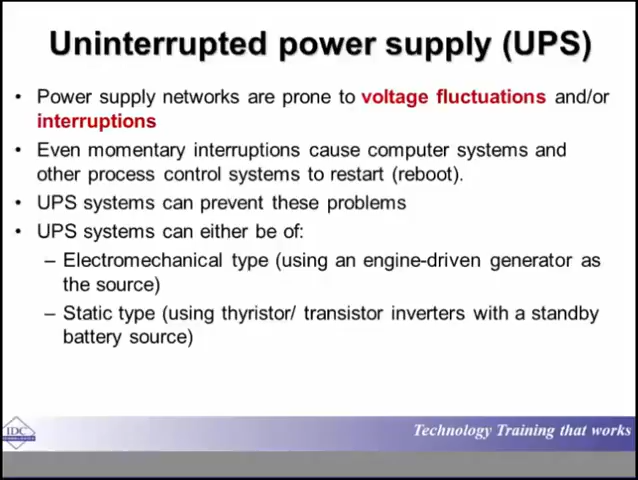 Uninterrupted power supply (UPS)
• Power supply networks are prone to voltage fluctuations and/or
interruptions
• Even momentary interruptions cause computer systems and
other process control systems to restart (reboot).
• UPS systems can prevent these problems
• UPS systems can either be of:
– Electromechanical type (using an engine-driven generator as
the source)
– Static type (using thyristor/ transistor inverters with a standby
battery source)
IDC
Technology Training that works